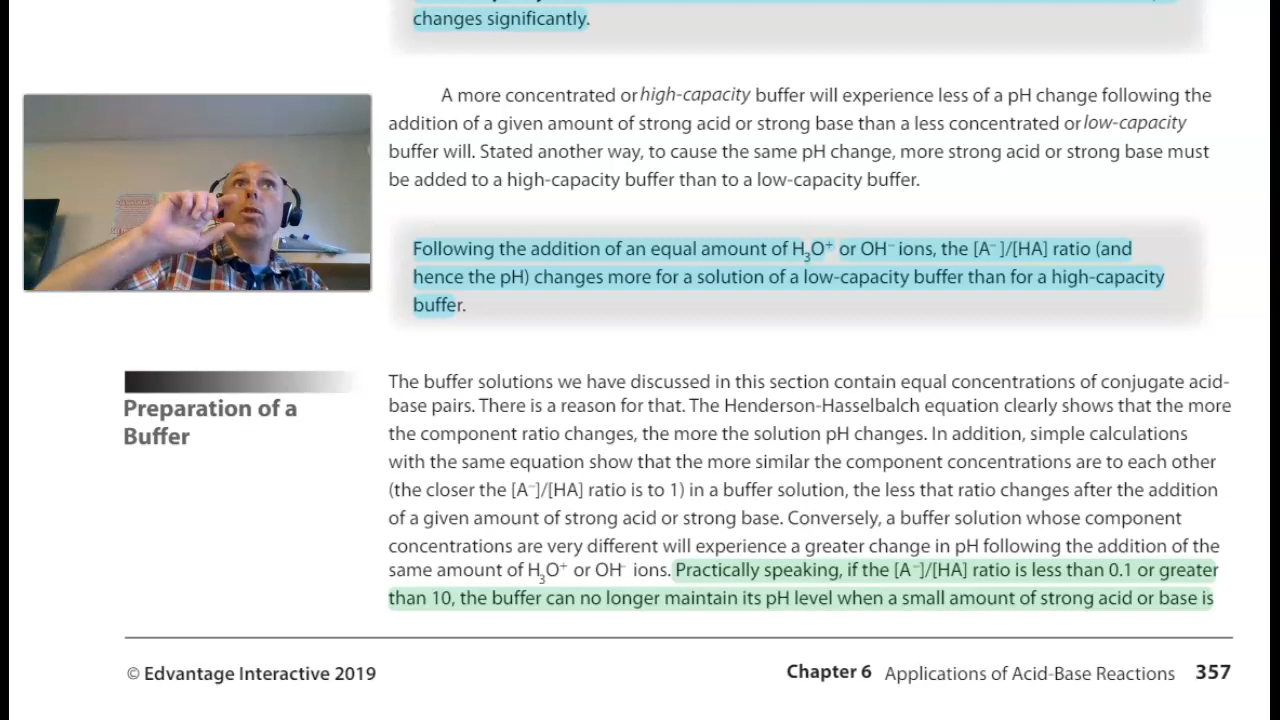 changes significantly.
A more concentrated or high-capacity buffer will experience less of a pH change following the
addition of a given amount of strong acid or strong base than a less concentrated or low-capacity
buffer will. Stated another way, to cause the same pH change, more strong acid or strong base must
be added to a high-capacity buffer than to a low-capacity buffer.
Following the addition of an equal amount of H₃O⁺ or OH⁻ ions, the [A⁻]/[HA] ratio (and
hence the pH) changes more for a solution of a low-capacity buffer than for a high-capacity
buffer.
Preparation of a
Buffer
The buffer solutions we have discussed in this section contain equal concentrations of conjugate acid-
base pairs. There is a reason for that. The Henderson-Hasselbalch equation clearly shows that the more
the component ratio changes, the more the solution pH changes. In addition, simple calculations
with the same equation show that the more similar the component concentrations are to each other
(the closer the [A⁻]/[HA] ratio is to 1) in a buffer solution, the less that ratio changes after the addition
of a given amount of strong acid or strong base. Conversely, a buffer solution whose component
concentrations are very different will experience a greater change in pH following the addition of the
same amount of H₃O⁺ or OH⁻ ions. Practically speaking, if the [A⁻]/[HA] ratio is less than 0.1 or greater
than 10, the buffer can no longer maintain its pH level when a small amount of strong acid or base is
© Edvantage Interactive 2019
Chapter 6 Applications of Acid-Base Reactions 357